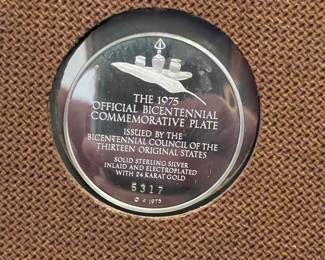 THE 1975
OFFICIAL BICENTENNIAL
COMMEMORATIVE PLATE
ISSUED BY THE
BICENTENNIAL COUNCIL OF THE
THIRTEEN ORIGINAL STATES
SOLID STERLING SILVER
INLAID AND ELECTROPLATED
WITH 24 KARAT GOLD
5317
1975